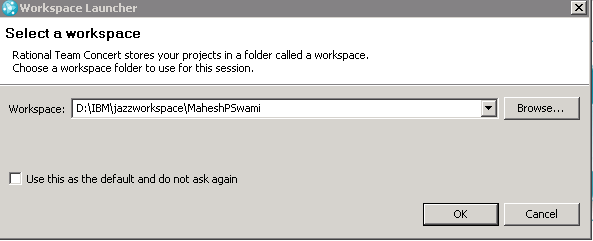 Workspace Launcher
Select a workspace
Rational Team Concert stores your projects in a folder called a workspace.
Choose a workspace folder to use for this session.
Workspace: D:\IBM\jazzworkspace\MaheshPSwami Browse...
Use this as the default and do not ask again
OK Cancel